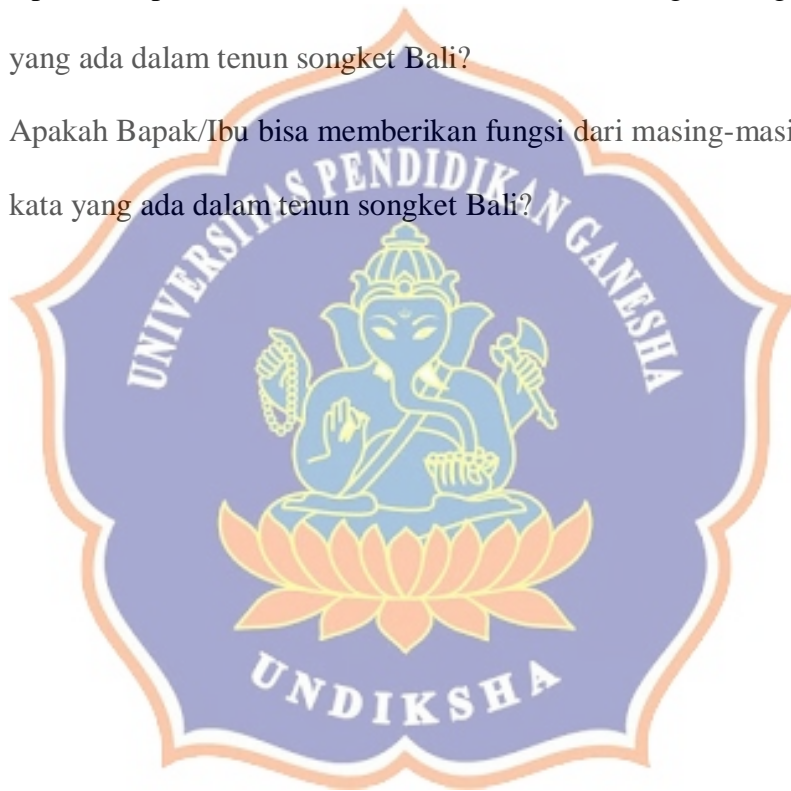 yang ada dalam tenun songket Bali?
Apakah Bapak/Ibu bisa memberikan fungsi dari masing-masi
kata yang ada dalam tenun songket Bali?
UNIVERSITAS PENDIDIKAN GANESHA
UNDIKSHA